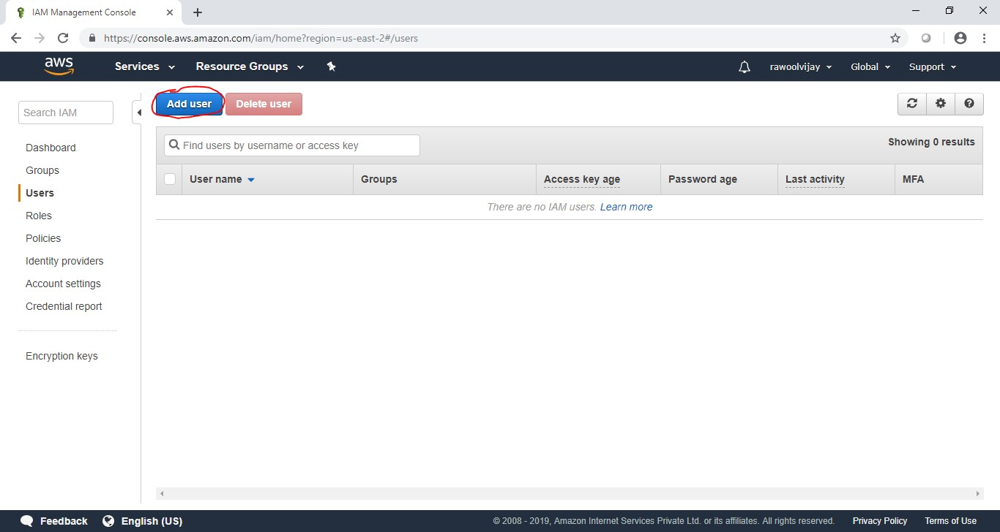 IAM Management Console
https://console.aws.amazon.com/iam/home?region=us-east-2#/users
aws Services Resource Groups rawoolvijay Global Support
Search IAM
Dashboard
Groups
Users
Roles
Policies
Identity providers
Account settings
Credential report
Encryption keys
Add user Delete user
Find users by username or access key Showing 0 results
User name Groups Access key age Password age Last activity MFA
There are no IAM users. Learn more
Feedback English (US) © 2008 - 2019, Amazon Internet Services Private Ltd. or its affiliates. All rights reserved. Privacy Policy Terms of Use